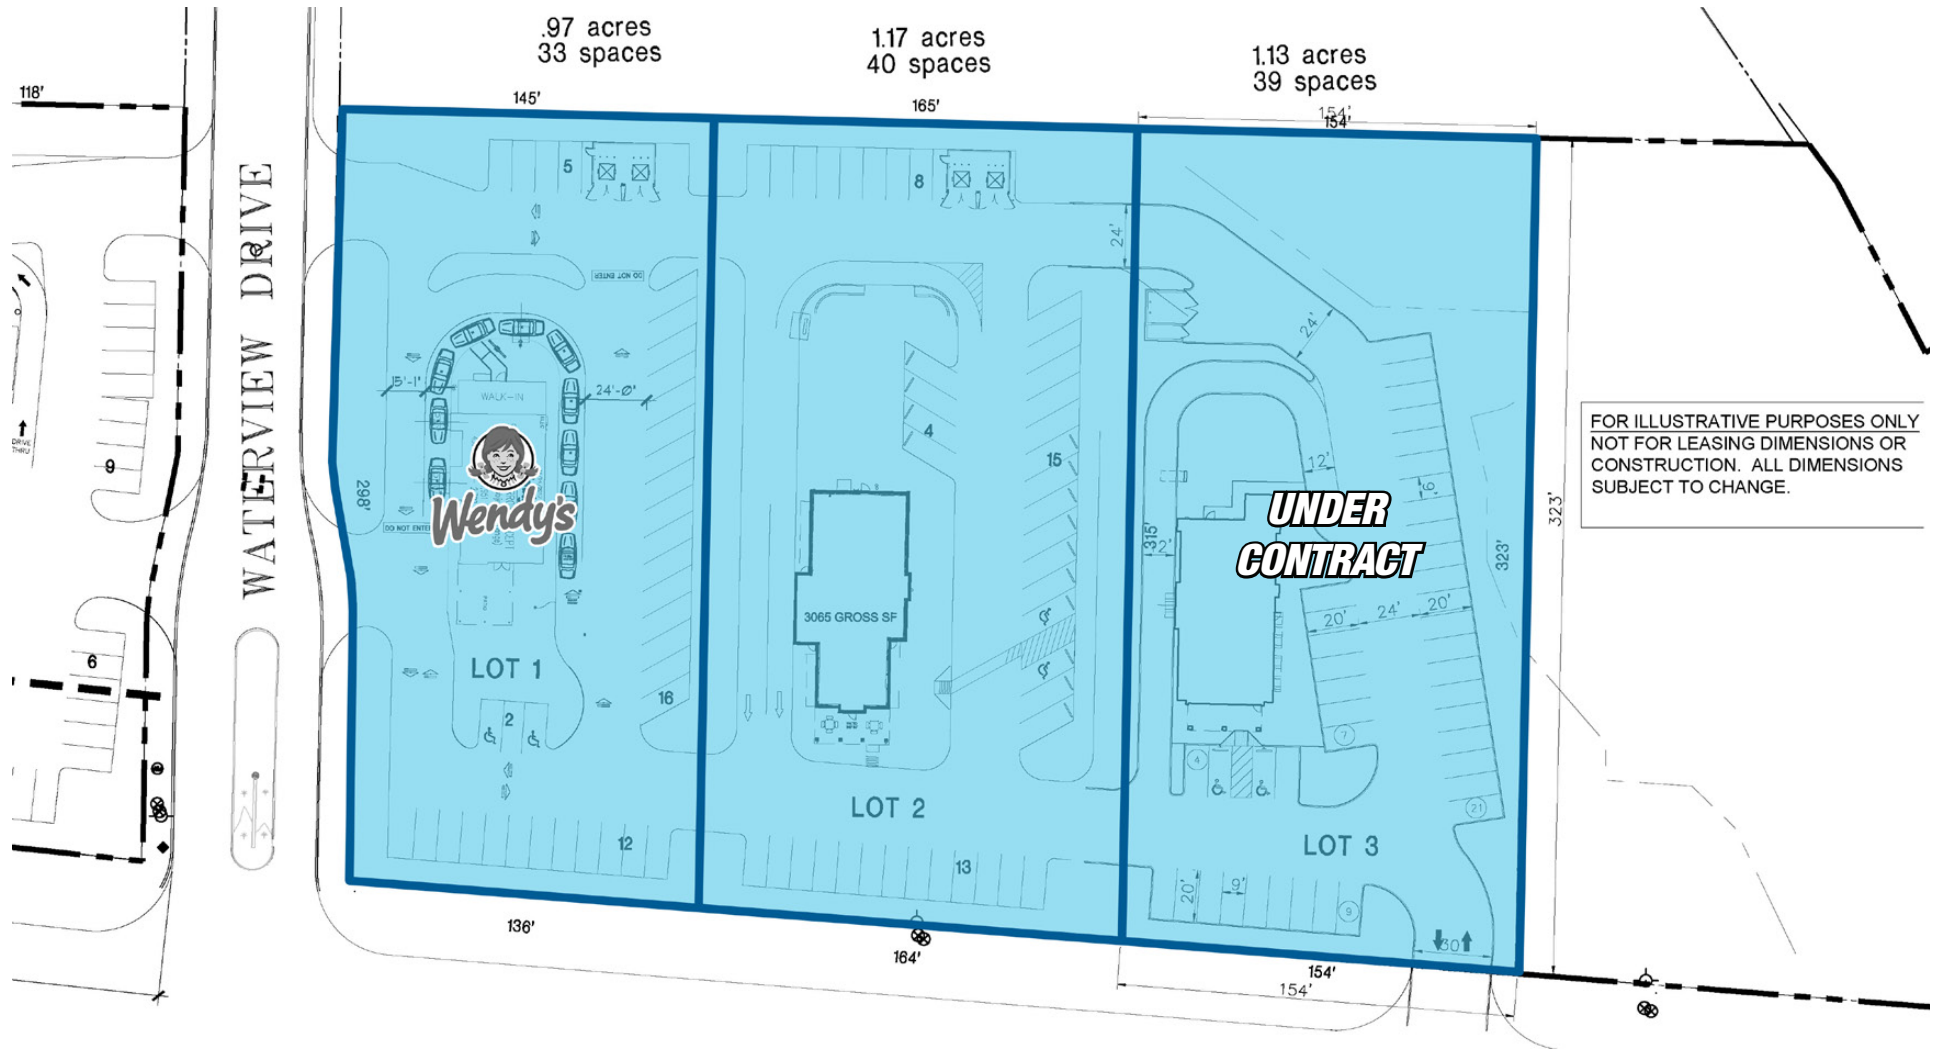 .97 acres
33 spaces
1.17 acres
40 spaces
1.13 acres
39 spaces
118'
145'
165'
154'
154'
WATERVIEW DRIVE
5
8
DO NOT ENTER
24'
24'
15'-1"
24'-0"
WALK-IN
DRIVE
THRU
9
298'
DO NOT ENTER
Wendy's
4
15
12'
9'
UNDER
CONTRACT
315'
2'
323'
323'
FOR ILLUSTRATIVE PURPOSES ONLY
NOT FOR LEASING DIMENSIONS OR
CONSTRUCTION. ALL DIMENSIONS
SUBJECT TO CHANGE.
3065 GROSS SF
20'
24'
20'
6
LOT 1
16
2
7
4
LOT 2
21
LOT 3
12
13
20'
9'
9
136'
164'
30'
154'
154'